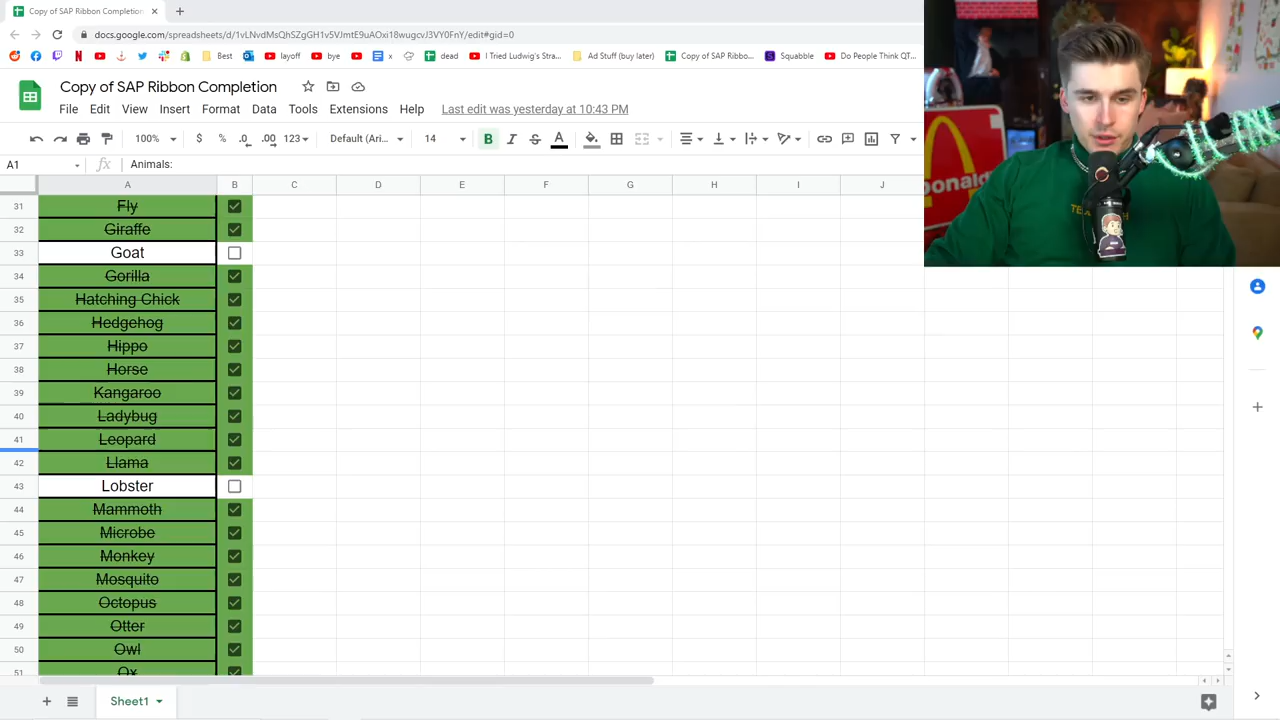 Copy of SAP Ribbon Completion
docs.google.com/spreadsheets/d/1vLNvdMsQhSZgGH1v5VJmtE9uAOxi18wugcvJ3VY0FnY/edit#gid=0
Best
layoff
bye
x
dead
I Tried Ludwig's Stra...
Ad Stuff (buy later)
Copy of SAP Ribbo...
Squabble
Do People Think QT...
Copy of SAP Ribbon Completion
File Edit View Insert Format Data Tools Extensions Help Last edit was yesterday at 10:43 PM
100% $ % .0 .00 123 Default (Ari... 14 B I S A
A1 fx Animals:
A B C D E F G H I J
31 Fly
32 Giraffe
33 Goat
34 Gorilla
35 Hatching Chick
36 Hedgehog
37 Hippo
38 Horse
39 Kangaroo
40 Ladybug
41 Leopard
42 Llama
43 Lobster
44 Mammoth
45 Microbe
46 Monkey
47 Mosquito
48 Octopus
49 Otter
50 Owl
51 Ox
Sheet1